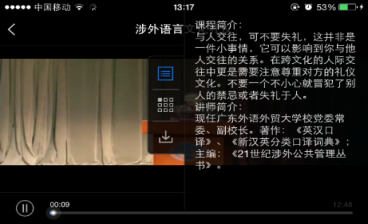 中国移动 13:17 53%
涉外语言文
课程简介:
与人交往,可不要失礼,这并非是
一件小事情,它可以影响到你与他
人交往的关系。在跨文化的人际交
往中更是需要注意尊重对方的礼仪
文化。不要一个不小心就冒犯了别
人的禁忌或者失礼于人。
讲师简介:
现任广东外语外贸大学校党委常
委、副校长。著作:《英汉口
译》、《新汉英分类口译词典》;
主编:《21世纪涉外公共管理丛
书》。
00:09 12:48